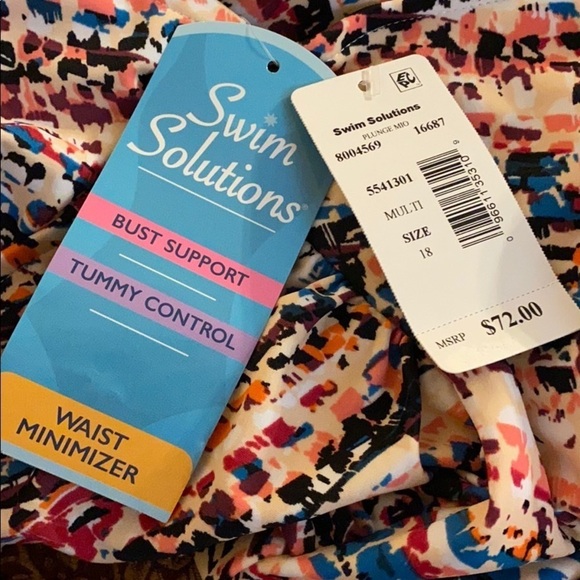 Swim
Solutions®
BUST SUPPORT
TUMMY CONTROL
WAIST
MINIMIZER
Swim Solutions
PLUNGE MIO
8004569 16687
5541301
MULTI
SIZE
18
MSRP $72.00